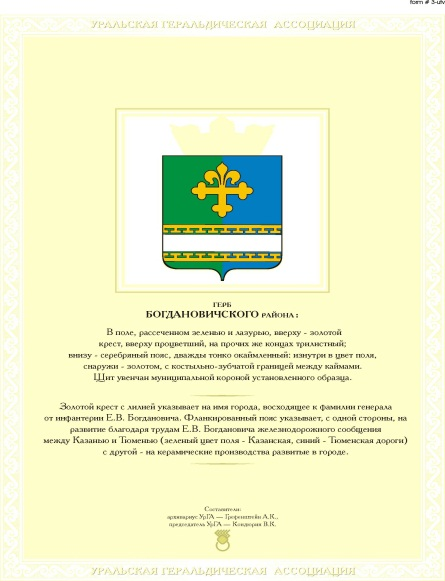 form # 3-utv
УРАЛЬСКАЯ ГЕРАЛЬДИЧЕСКАЯ АССОЦИАЦИЯ
ГЕРБ
БОГДАНОВИЧСКОГО РАЙОНА:
В поле, рассеченном зеленью и лазурью, вверху - золотой
крест, вверху процветший, на прочих же концах трилистный;
внизу - серебряный пояс, дважды тонко окаймленный: изнутри в цвет поля,
снаружи - золотом, с костыльно-зубчатой границей между каймами.
Щит увенчан муниципальной короной установленного образца.
Золотой крест с лилией указывает на имя города, восходящее к фамилии генерала
от инфантерии Е.В. Богдановича. Фланкированный пояс указывает, с одной стороны, на
развитие благодаря трудам Е.В. Богдановича железнодорожного сообщения
между Казанью и Тюменью (зеленый цвет поля - Казанская, синий - Тюменская дороги)
с другой - на керамические производства развитые в городе.
Составители:
архивариус УрГА — Грефенштейн А.К.,
председатель УрГА — Кондюрин В.К.
УРАЛЬСКАЯ ГЕРАЛЬДИЧЕСКАЯ АССОЦИАЦИЯ